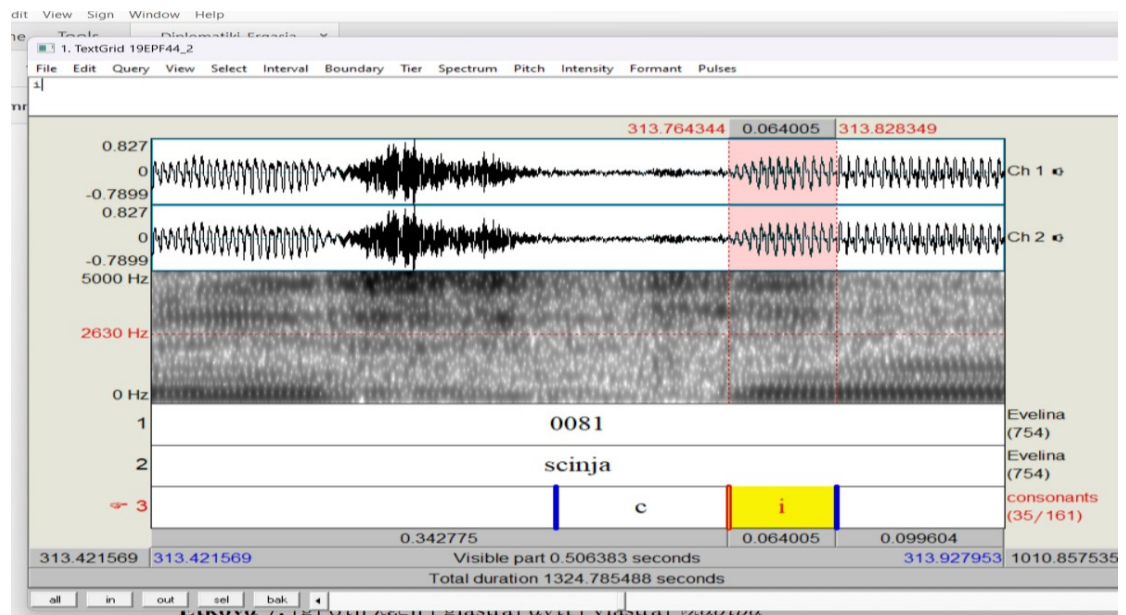 dit View Sign Window Help
Tools Diplomatiki Ergasia
1. TextGrid 19EPF44_2
File Edit Query View Select Interval Boundary Tier Spectrum Pitch Intensity Formant Pulses
i
313.764344 0.064005 313.828349
0.827
0
-0.7899
Ch 1
0.827
0
-0.7899
Ch 2
5000 Hz
2630 Hz
0 Hz
1 0081 Evelina
(754)
2 scinja Evelina
(754)
3 c i consonants
(35/161)
0.342775 0.064005 0.099604
313.421569 313.421569 Visible part 0.506383 seconds 313.927953 1010.857535
Total duration 1324.785488 seconds
all in out sel bak